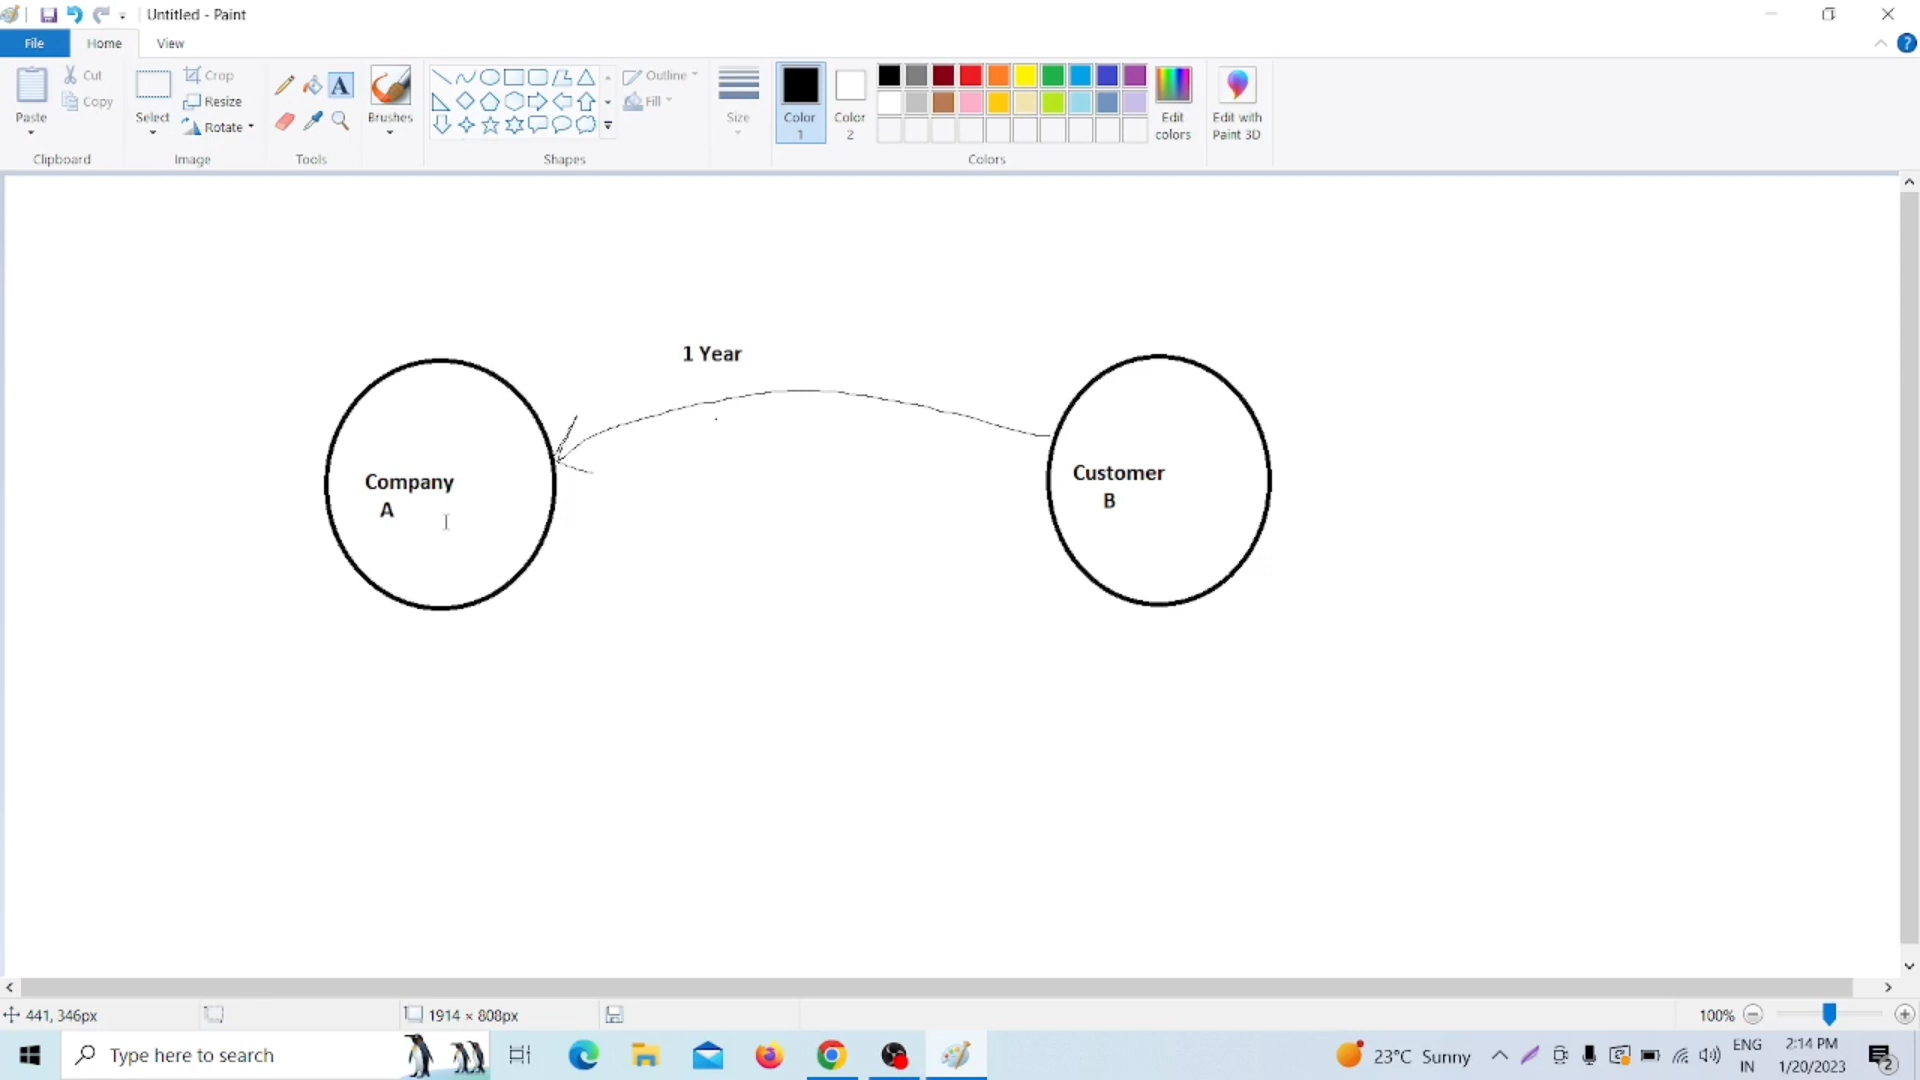 Untitled - Paint
File
Home
View
Paste
Cut
Copy
Clipboard
Select
Crop
Resize
Rotate
Image
A
Tools
Brushes
Shapes
Outline
Fill
Size
Color
1
Color
2
Edit
colors
Colors
Edit with
Paint 3D
?
1 Year
Company
A
Customer
B
441, 346px
1914 × 808px
100%
Type here to search
23°C Sunny
ENG
IN
2:14 PM
1/20/2023
2